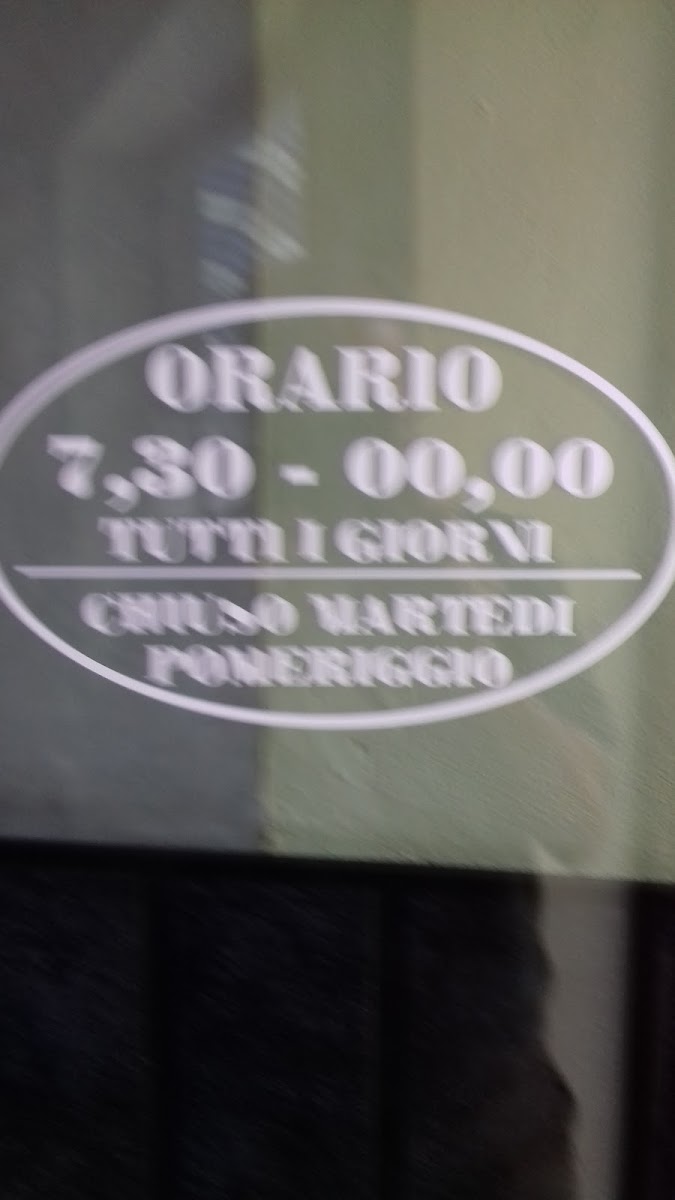 ORARIO
7,30 - 00,00
TUTTI I GIORNI
CHIUSO MARTEDI
POMERIGGIO